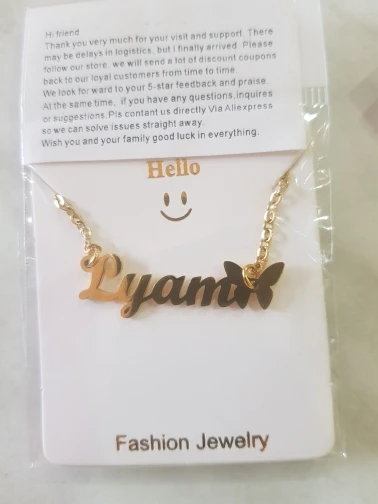 Hi friend
Thank you very much for your visit and support. There
may be delays in logistics, but i finally arrived. Please
follow our store, we will send a lot of discount coupons
back to our loyal customers from time to time.
We look for ward to your 5-star feedback and praise.
At the same time, if you have any questions,inquires
or suggestions.Pls contant us directly Via Aliexpress
so we can solve issues straight away.
Wish you and your family good luck in everything.
Hello
Lyam
Fashion Jewelry